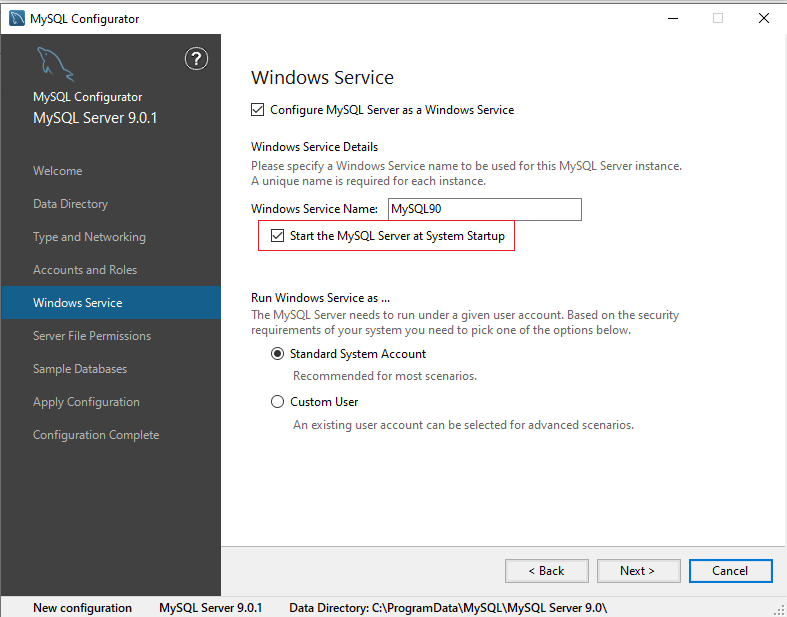 MySQL Configurator
?
MySQL Configurator
MySQL Server 9.0.1
Welcome
Data Directory
Type and Networking
Accounts and Roles
Windows Service
Server File Permissions
Sample Databases
Apply Configuration
Configuration Complete
Windows Service
Configure MySQL Server as a Windows Service
Windows Service Details
Please specify a Windows Service name to be used for this MySQL Server instance.
A unique name is required for each instance.
Windows Service Name: MySQL90
Start the MySQL Server at System Startup
Run Windows Service as ...
The MySQL Server needs to run under a given user account. Based on the security
requirements of your system you need to pick one of the options below.
Standard System Account
Recommended for most scenarios.
Custom User
An existing user account can be selected for advanced scenarios.
< Back Next > Cancel
New configuration MySQL Server 9.0.1 Data Directory: C:\ProgramData\MySQL\MySQL Server 9.0\